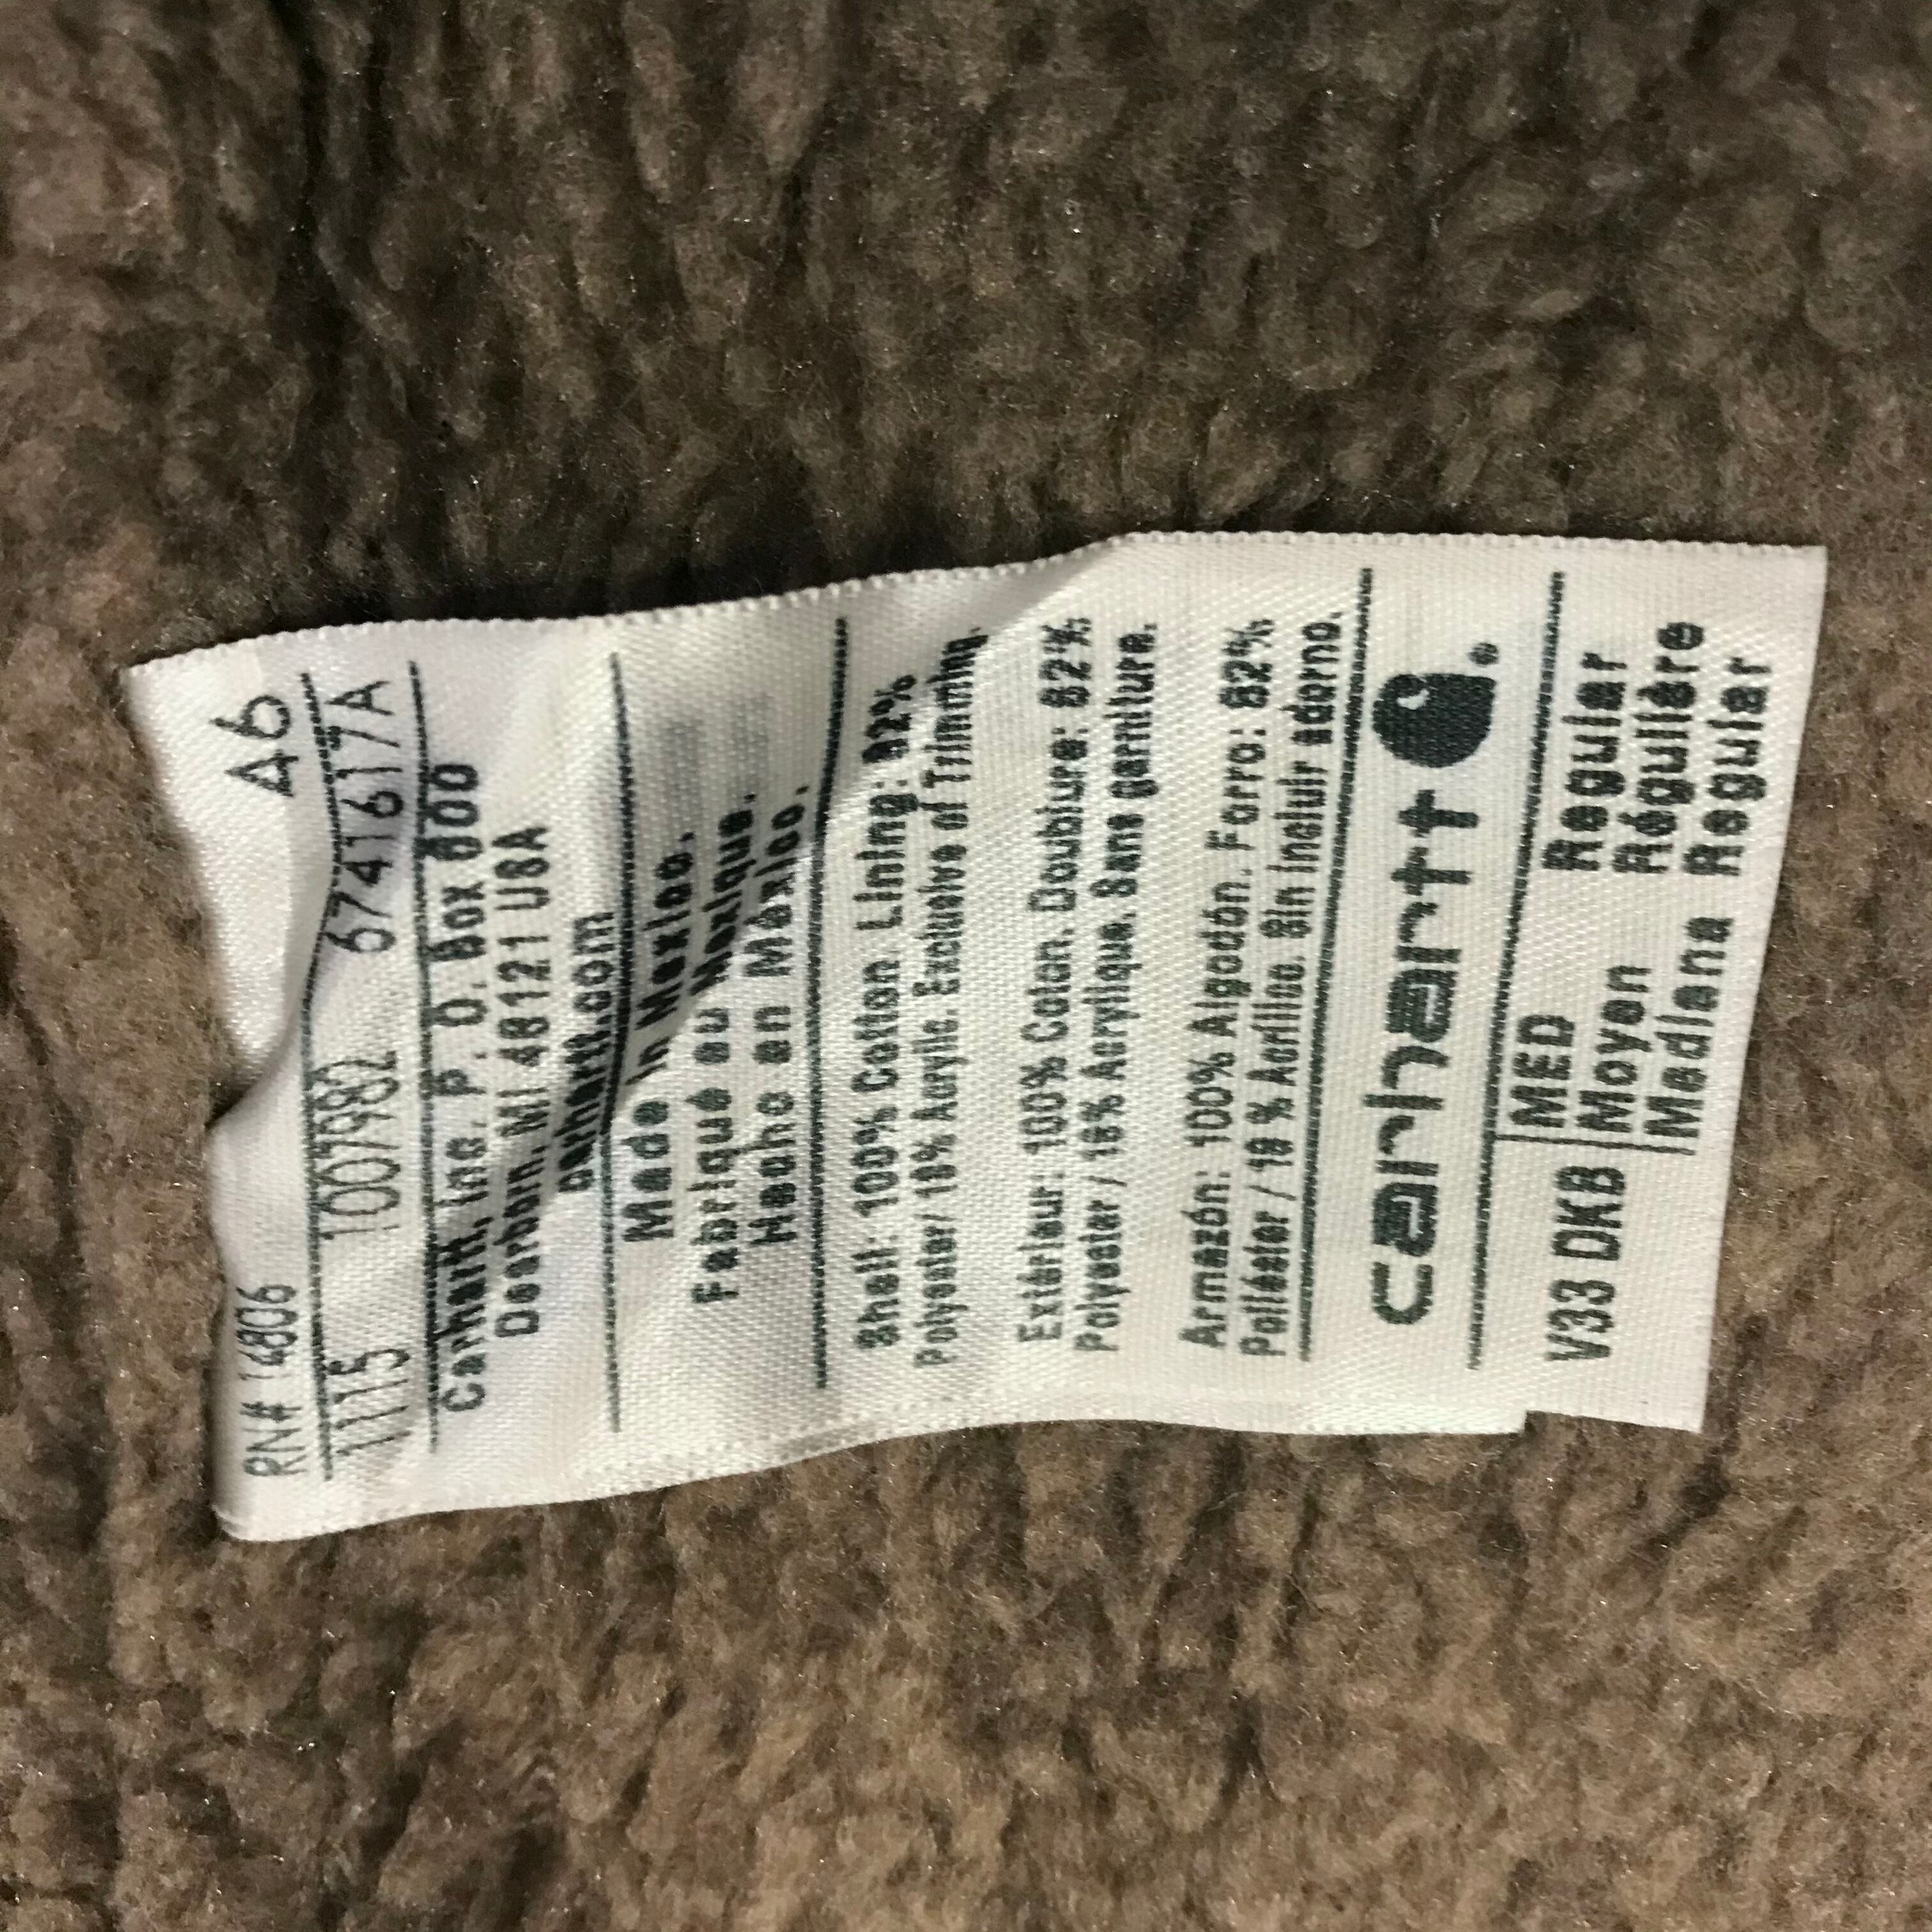 carhartt
V33 DKB MED Regular
Moyen Régulière
Mediana Regular
Shell: 100% Cotton Lining: 82%
Polyester/ 18% Acrylic. Exclusive of Trimming.
Extérieur: 100% Coton. Doublure: 82%
Polyester / 18% Acrylique. Sans garniture.
Armazón: 100% Algodón. Forro: 82%
Poliéster / 18 % Acrílico. Sin incluir adorno.
Made in Mexico.
Fabriqué au Mexique.
Hecho en México.
Carhartt, Inc. P. O. Box 600
Dearborn, MI 48121 USA
carhartt.com
1115 1007982 67416117A
RN# 14806 46